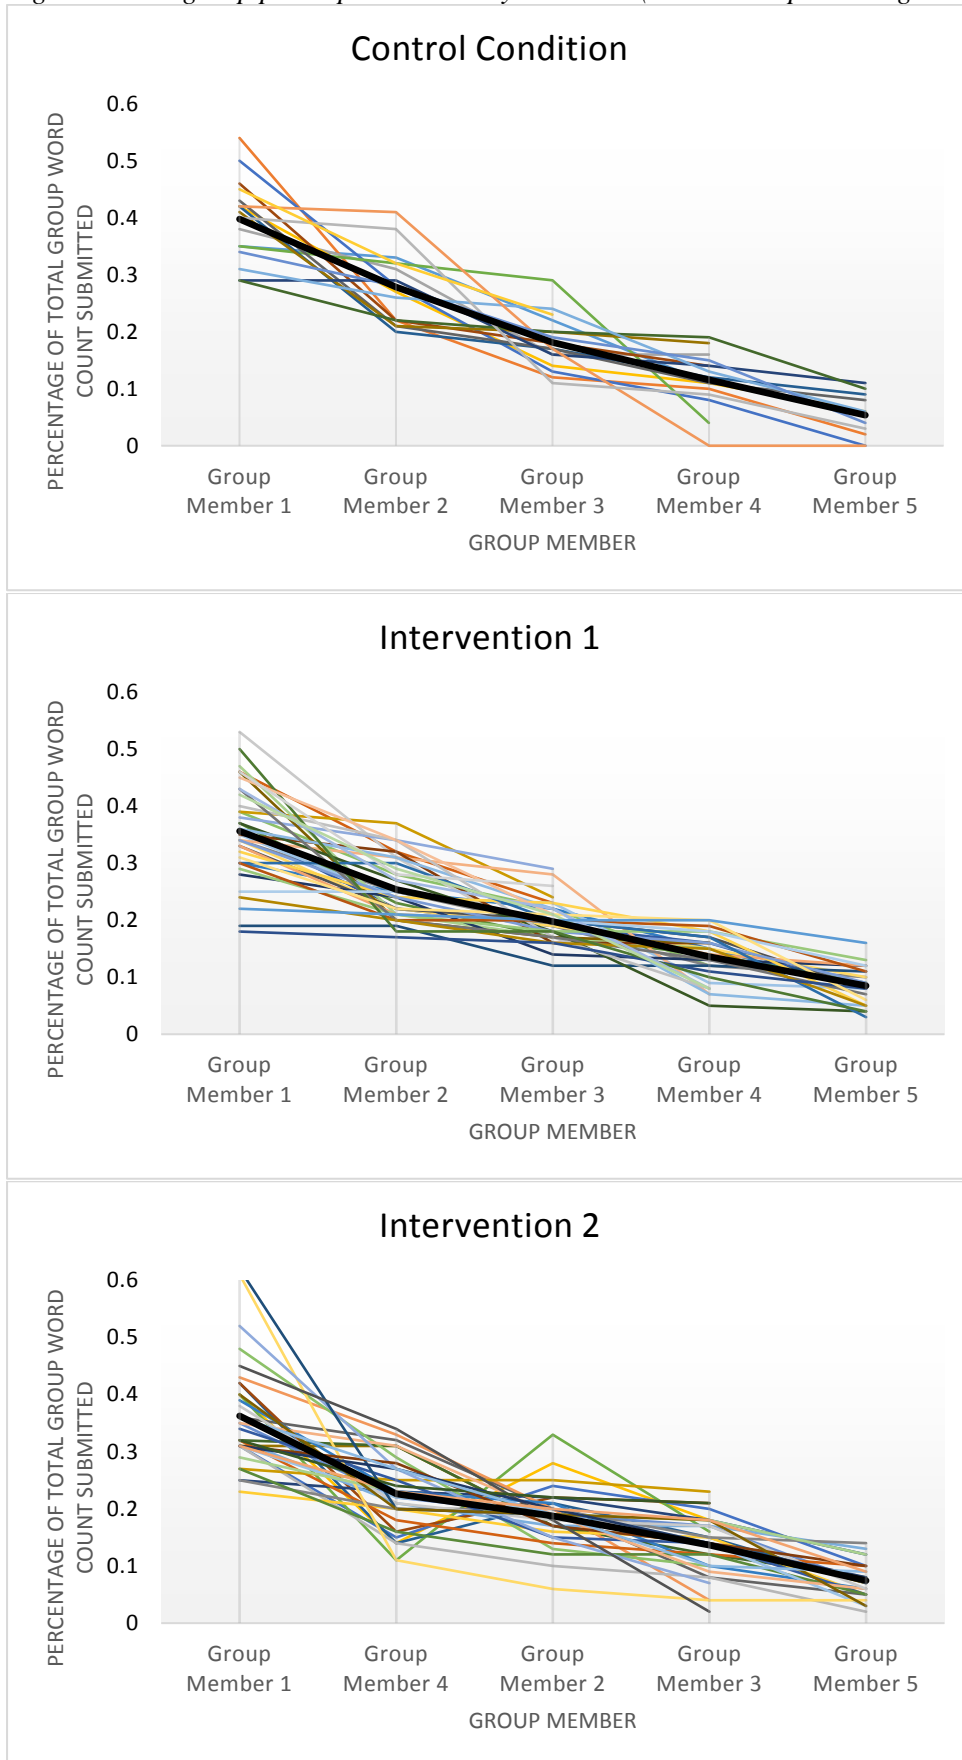 Control Condition
PERCENTAGE OF TOTAL GROUP WORD
COUNT SUBMITTED
0.6
0.5
0.4
0.3
0.2
0.1
0
Group Member 1
Group Member 2
Group Member 3
Group Member 4
Group Member 5
GROUP MEMBER
Intervention 1
PERCENTAGE OF TOTAL GROUP WORD
COUNT SUBMITTED
0.6
0.5
0.4
0.3
0.2
0.1
0
Group Member 1
Group Member 2
Group Member 3
Group Member 4
Group Member 5
GROUP MEMBER
Intervention 2
PERCENTAGE OF TOTAL GROUP WORD
COUNT SUBMITTED
0.6
0.5
0.4
0.3
0.2
0.1
0
Group Member 1
Group Member 4
Group Member 2
Group Member 3
Group Member 5
GROUP MEMBER